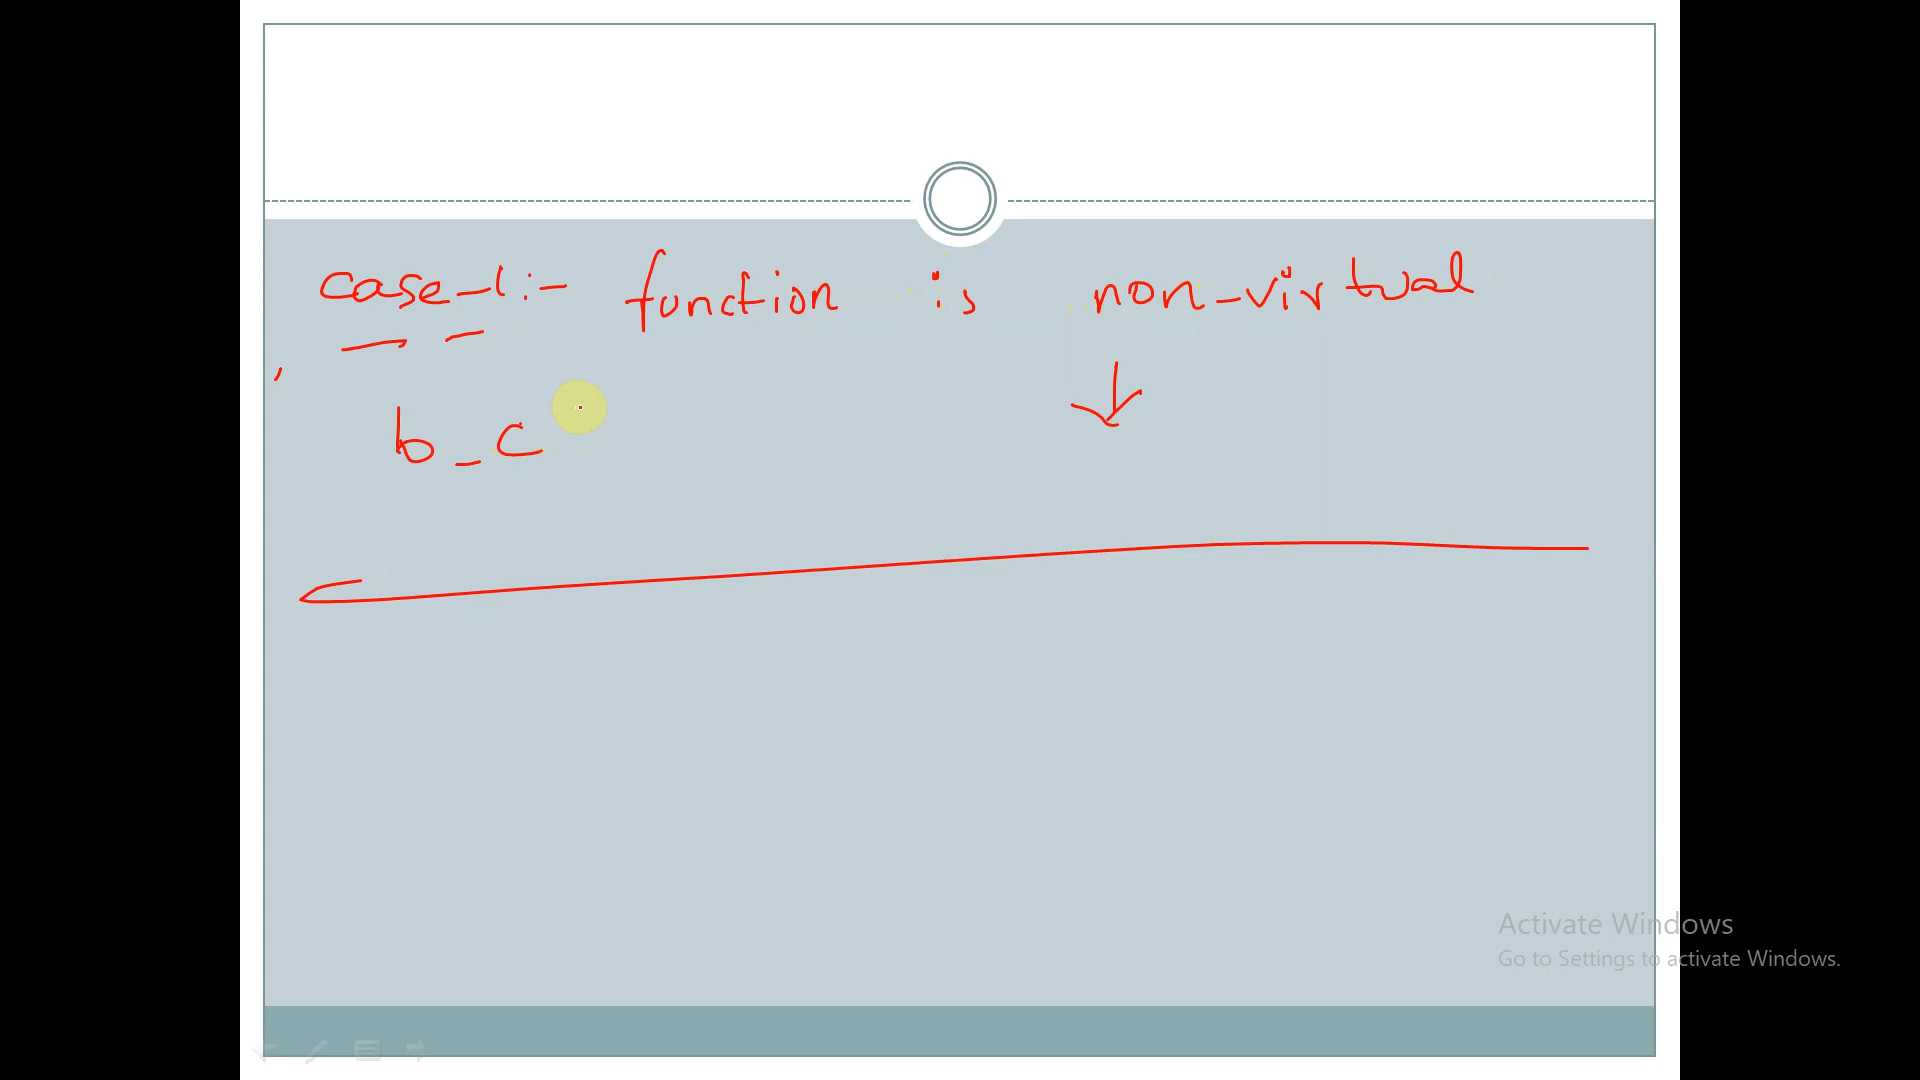 case-1:- function is non-virtual
b_c
Activate Windows
Go to Settings to activate Windows.